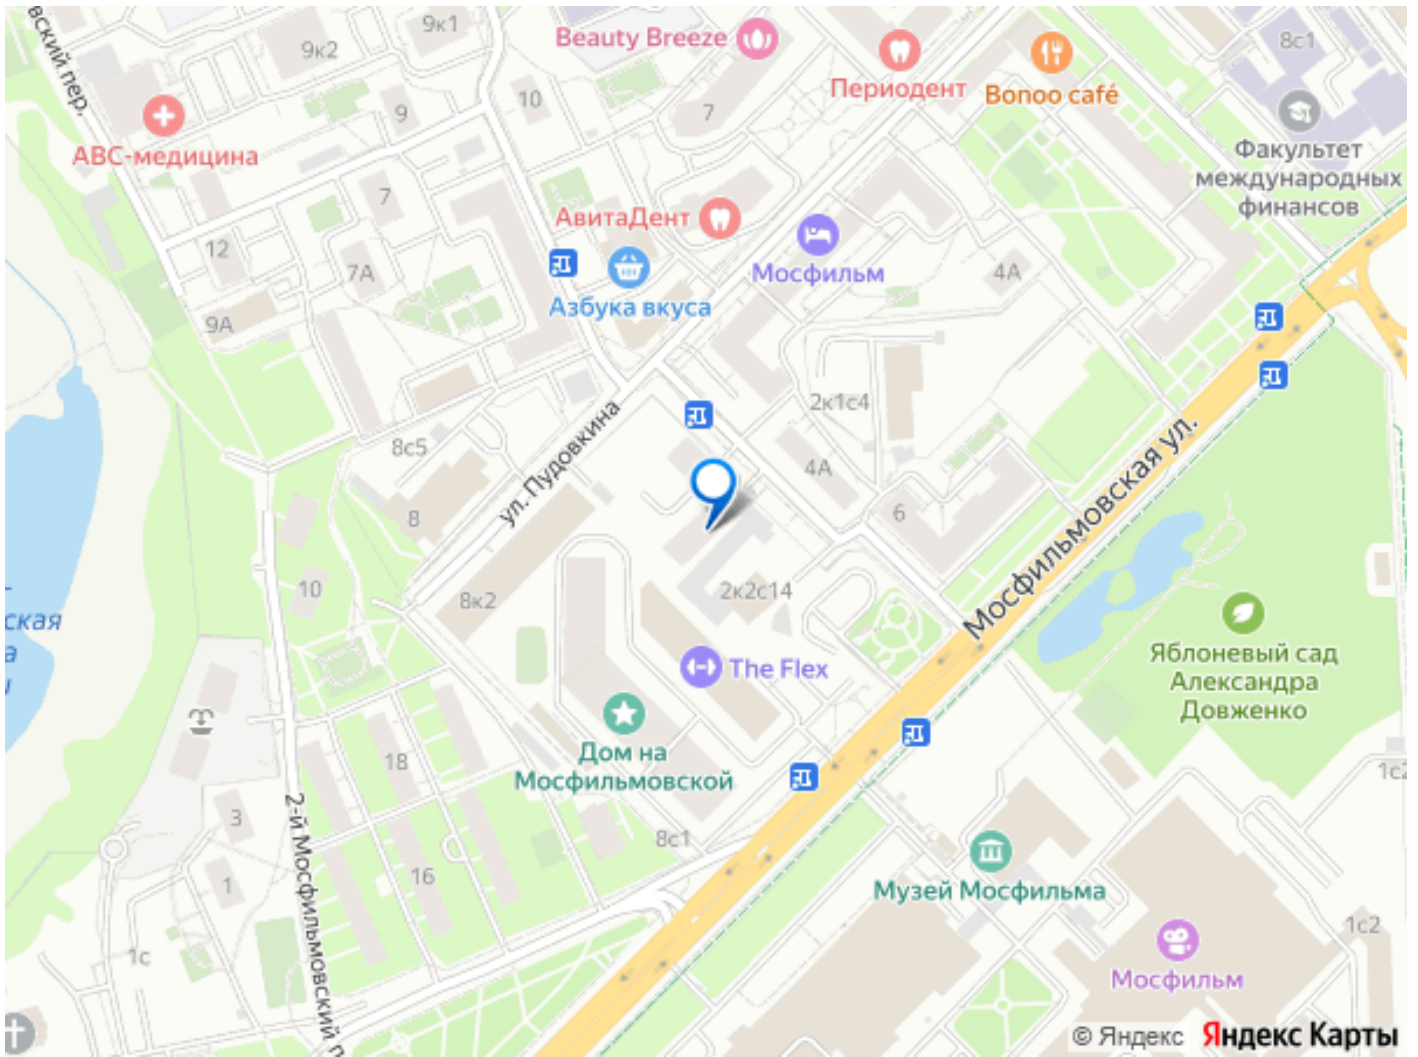 вский пер.
9к2
9к1
Beauty Breeze
Периодент
Bonoo café
8с1
АВС-медицина
9
10
7
Факультет
международных
финансов
7
12
7А
9А
АвитаДент
Азбука вкуса
Мосфильм
4А
2к1с4
8с5
ул. Пудовкина
4А
6
8
Мосфильмовская ул.
10
8к2
2к2с14
ская
а
The Flex
Яблоневый сад
Александра
Довженко
Дом на
Мосфильмовской
18
3
8с1
1с2
2-й Мосфильмовский п
16
1
Музей Мосфильма
1с
1с2
Мосфильм
© Яндекс Яндекс Карты